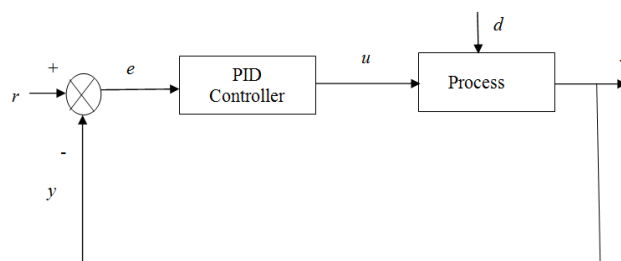 d
+
e
PID
Controller
u
Process
r
-
y